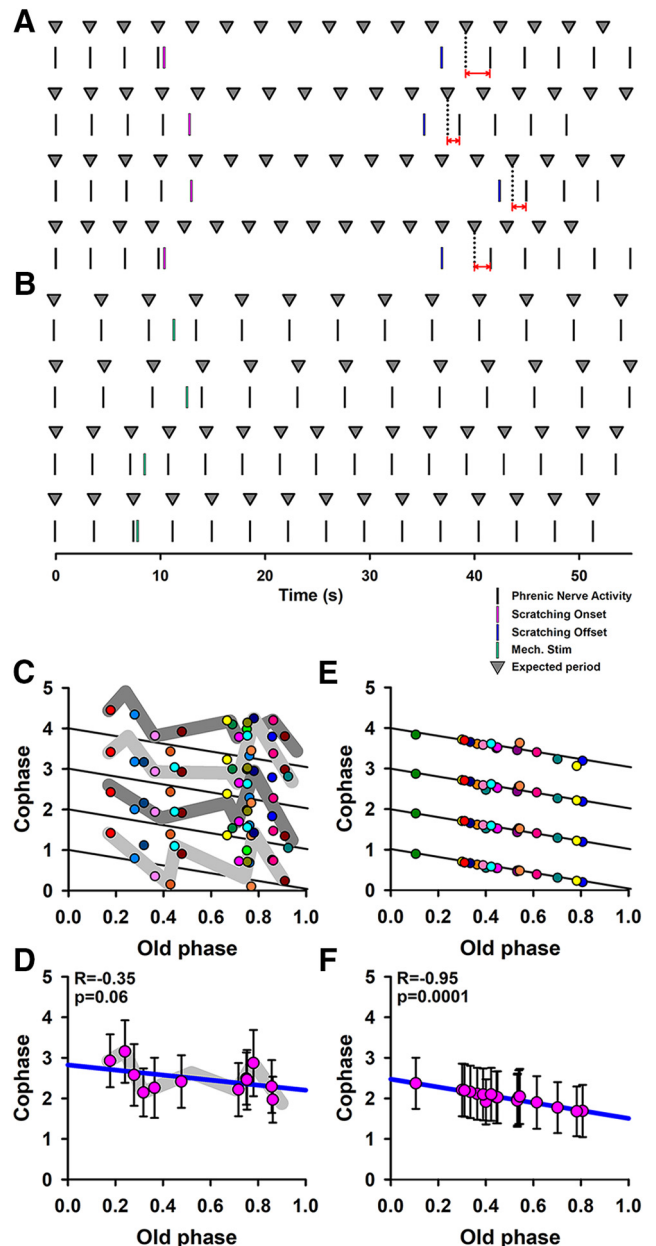 A
B
0 10 20 30 40
Time (s)
Phrenic Nerve Activity
Scratching Onset
Scratching Offset
Mech. Stim
Expected period
C
5
4
3
2
1
0
Cophase
0.0 0.2 0.4 0.6 0.8 1.0
Old phase
E
5
4
3
2
1
0
Cophase
0.0 0.2 0.4 0.6 0.8 1.0
Old phase
D
R=-0.35
p=0.06
5
4
3
2
1
0
Cophase
0.0 0.2 0.4 0.6 0.8 1.0
Old phase
F
R=-0.95
p=0.0001
5
4
3
2
1
0
Cophase
0.0 0.2 0.4 0.6 0.8 1.0
Old phase